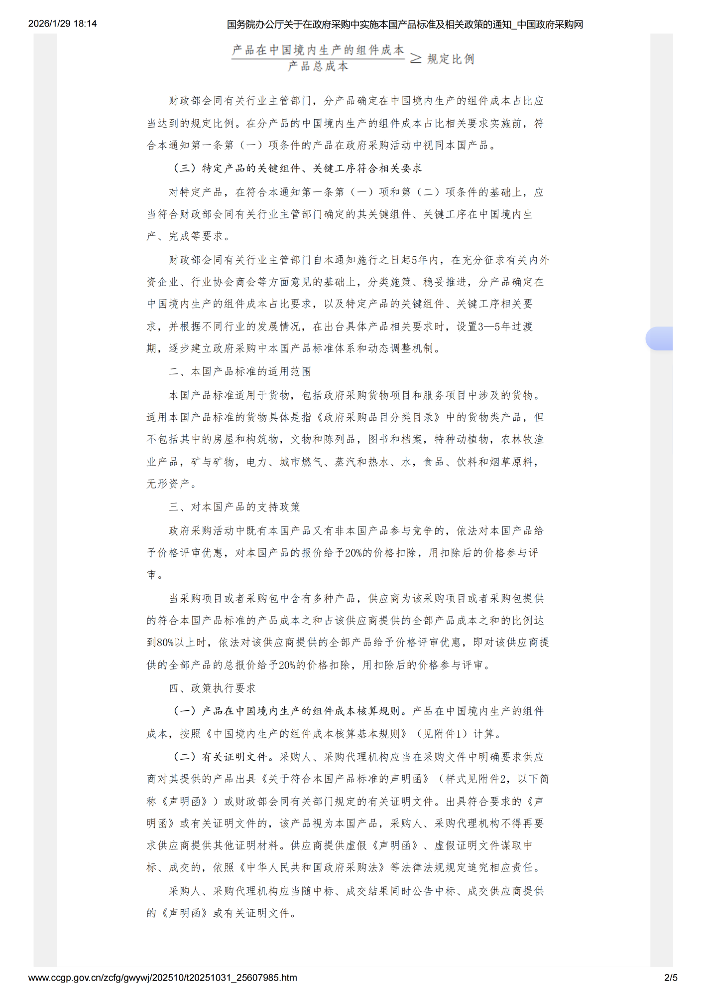 2026/1/29 18:14
国务院办公厅关于在政府采购中实施本国产品标准及相关政策的通知_中国政府采购网
产品在中国境内生产的组件成本
产品总成本
≥ 规定比例
财政部会同有关行业主管部门，分产品确定在中国境内生产的组件成本占比应
当达到的规定比例。在分产品的中国境内生产的组件成本占比相关要求实施前，符
合本通知第一条第（一）项条件的产品在政府采购活动中视同本国产品。
（三）特定产品的关键组件、关键工序符合相关要求
对特定产品，在符合本通知第一条第（一）项和第（二）项条件的基础上，应
当符合财政部会同有关行业主管部门确定的其关键组件、关键工序在中国境内生
产、完成等要求。
财政部会同有关行业主管部门自本通知施行之日起5年内，在充分征求有关内外
资企业、行业协会商会等方面意见的基础上，分类施策、稳妥推进，分产品确定在
中国境内生产的组件成本占比要求，以及特定产品的关键组件、关键工序相关要
求，并根据不同行业的发展情况，在出台具体产品相关要求时，设置3—5年过渡
期，逐步建立政府采购中本国产品标准体系和动态调整机制。
二、本国产品标准的适用范围
本国产品标准适用于货物，包括政府采购货物项目和服务项目中涉及的货物。
适用本国产品标准的货物具体是指《政府采购品目分类目录》中的货物类产品，但
不包括其中的房屋和构筑物，文物和陈列品，图书和档案，特种动植物，农林牧渔
业产品，矿与矿物，电力、城市燃气、蒸汽和热水、水，食品、饮料和烟草原料，
无形资产。
三、对本国产品的支持政策
政府采购活动中既有本国产品又有非本国产品参与竞争的，依法对本国产品给
予价格评审优惠，对本国产品的报价给予20%的价格扣除，用扣除后的价格参与评
审。
当采购项目或者采购包中含有多种产品，供应商为该采购项目或者采购包提供
的符合本国产品标准的产品成本之和占该供应商提供的全部产品成本之和的比例达
到80%以上时，依法对该供应商提供的全部产品给予价格评审优惠，即对该供应商提
供的全部产品的总报价给予20%的价格扣除，用扣除后的价格参与评审。
四、政策执行要求
（一）产品在中国境内生产的组件成本核算规则。产品在中国境内生产的组件
成本，按照《中国境内生产的组件成本核算基本规则》（见附件1）计算。
（二）有关证明文件。采购人、采购代理机构应当在采购文件中明确要求供应
商对其提供的产品出具《关于符合本国产品标准的声明函》（样式见附件2，以下简
称《声明函》）或财政部会同有关部门规定的有关证明文件。出具符合要求的《声
明函》或有关证明文件的，该产品视为本国产品，采购人、采购代理机构不得再要
求供应商提供其他证明材料。供应商提供虚假《声明函》、虚假证明文件谋取中
标、成交的，依照《中华人民共和国政府采购法》等法律法规规定追究相应责任。
采购人、采购代理机构应当随中标、成交结果同时公告中标、成交供应商提供
的《声明函》或有关证明文件。
www.ccgp.gov.cn/zcfg/gwywj/202510/t20251031_25607985.htm
2/5